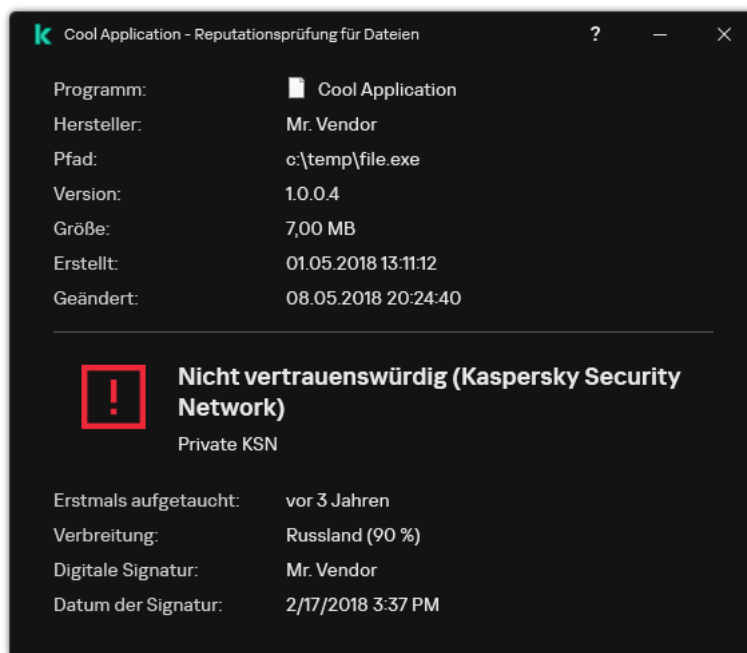 Cool Application - Reputationsprüfung für Dateien ?
Programm: Cool Application
Hersteller: Mr. Vendor
Pfad: c:\temp\file.exe
Version: 1.0.0.4
Größe: 7,00 MB
Erstellt: 01.05.2018 13:11:12
Geändert: 08.05.2018 20:24:40
Nicht vertrauenswürdig (Kaspersky Security
Network)
Private KSN
Erstmals aufgetaucht: vor 3 Jahren
Verbreitung: Russland (90 %)
Digitale Signatur: Mr. Vendor
Datum der Signatur: 2/17/2018 3:37 PM